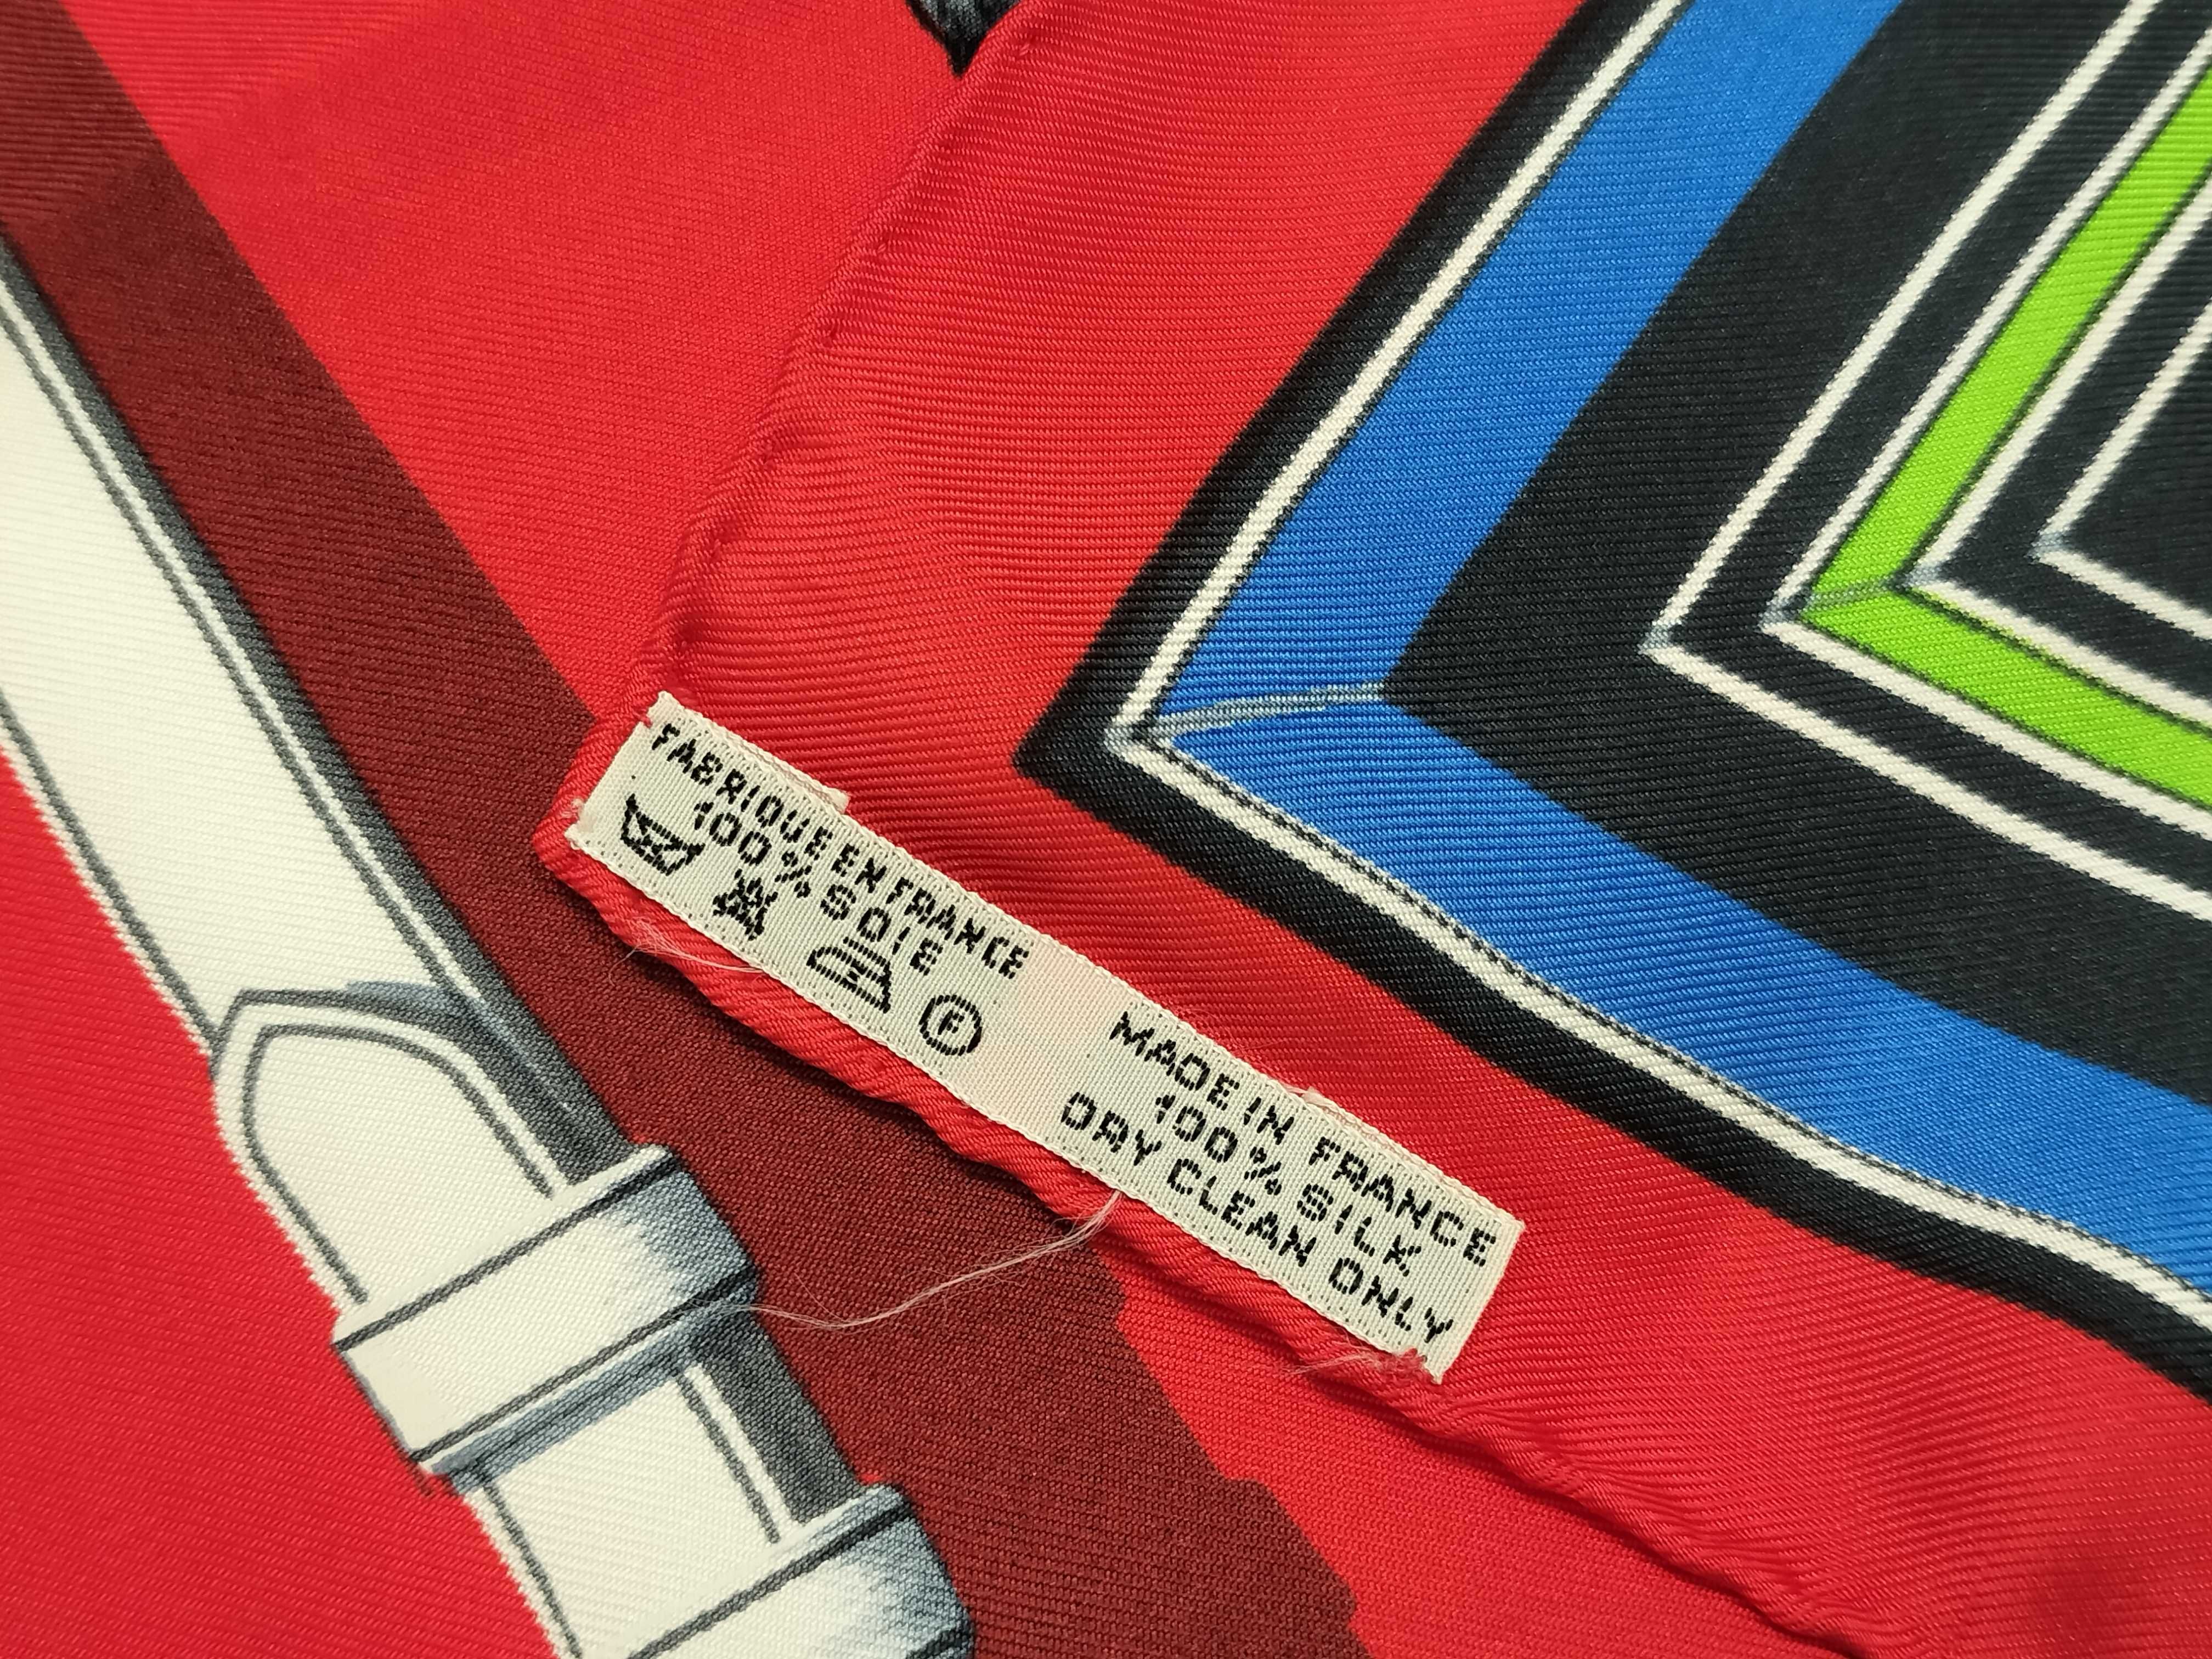 FABRIQUE EN FRANCE
100% SOIE
F
MADE IN FRANCE
100% SILK
DRY CLEAN ONLY